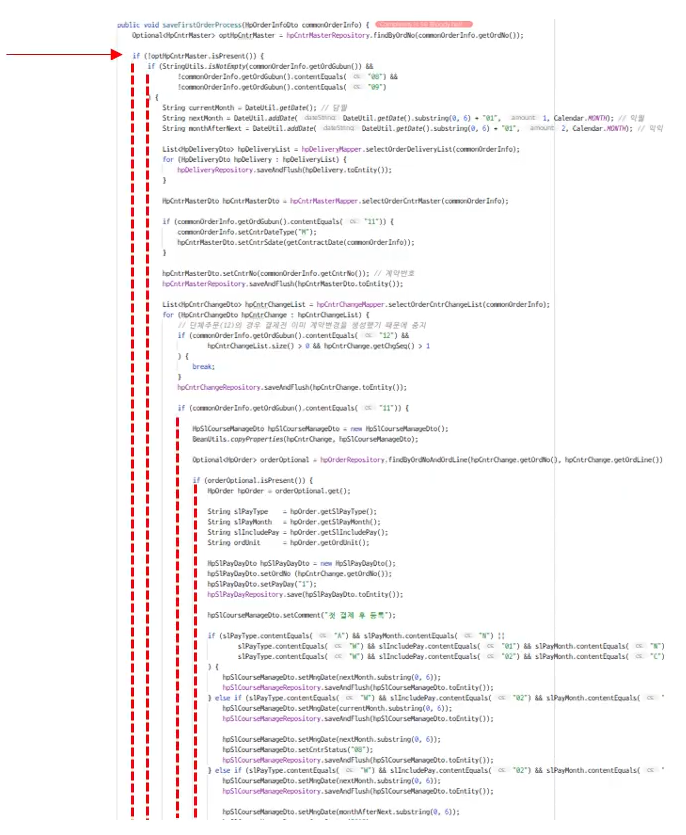 public void saveFirstOrderProcess(HpOrderInfoDto commonOrderInfo) {
Optional<HpCntrMaster> optHpCntrMaster = hpCntrMasterRepository.findByOrdNo(commonOrderInfo.getOrdNo());
if (!optHpCntrMaster.isPresent()) {
if (StringUtils.isNotEmpty(commonOrderInfo.getOrdGubun()) &&
!commonOrderInfo.getOrdGubun().contentEquals( cs: "08") &&
!commonOrderInfo.getOrdGubun().contentEquals( cs: "09")
) {
String currentMonth = DateUtil.getDate(); // 당월
String nextMonth = DateUtil.addDate( dateString: DateUtil.getDate().substring(0, 6) + "01", amount: 1, Calendar.MONTH); // 익월
String monthAfterNext = DateUtil.addDate( dateString: DateUtil.getDate().substring(0, 6) + "01", amount: 2, Calendar.MONTH); // 익익
List<HpDeliveryDto> hpDeliveryList = hpDeliveryMapper.selectOrderDeliveryList(commonOrderInfo);
for (HpDeliveryDto hpDelivery : hpDeliveryList) {
hpDeliveryRepository.saveAndFlush(hpDelivery.toEntity());
}
HpCntrMasterDto hpCntrMasterDto = hpCntrMasterMapper.selectOrderCntrMaster(commonOrderInfo);
if (commonOrderInfo.getOrdGubun().contentEquals( cs: "11")) {
commonOrderInfo.setCntrDateType("M");
hpCntrMasterDto.setCntrSdate(getContractDate(commonOrderInfo));
}
hpCntrMasterDto.setCntrNo(commonOrderInfo.getCntrNo()); // 계약번호
hpCntrMasterRepository.saveAndFlush(hpCntrMasterDto.toEntity());
List<HpCntrChangeDto> hpCntrChangeList = hpCntrChangeMapper.selectOrderCntrChangeList(commonOrderInfo);
for (HpCntrChangeDto hpCntrChange : hpCntrChangeList) {
// 단체주문(12)의 경우 결제전 이미 계약변경을 생성했기 때문에 중지
if (commonOrderInfo.getOrdGubun().contentEquals( cs: "12") &&
hpCntrChangeList.size() > 0 && hpCntrChange.getChgSeq() > 1
) {
break;
}
hpCntrChangeRepository.saveAndFlush(hpCntrChange.toEntity());
if (commonOrderInfo.getOrdGubun().contentEquals( cs: "11")) {
HpSlCourseManageDto hpSlCourseManageDto = new HpSlCourseManageDto();
BeanUtils.copyProperties(hpCntrChange, hpSlCourseManageDto);
Optional<HpOrder> orderOptional = hpOrderRepository.findByOrdNoAndOrdLine(hpCntrChange.getOrdNo(), hpCntrChange.getOrdLine())
if (orderOptional.isPresent()) {
HpOrder hpOrder = orderOptional.get();
String slPayType = hpOrder.getSlPayType();
String slPayMonth = hpOrder.getSlPayMonth();
String slIncludePay = hpOrder.getSlIncludePay();
String ordUnit = hpOrder.getOrdUnit();
HpSlPayDayDto hpSlPayDayDto = new HpSlPayDayDto();
hpSlPayDayDto.setOrdNo (hpCntrChange.getOrdNo());
hpSlPayDayDto.setPayDay("1");
hpSlPayDayRepository.save(hpSlPayDayDto.toEntity());
hpSlCourseManageDto.setComment("첫 결제 후 등록");
if (slPayType.contentEquals( cs: "A") && slPayMonth.contentEquals( cs: "N") ||
slPayType.contentEquals( cs: "W") && slIncludePay.contentEquals( cs: "01") && slPayMonth.contentEquals( cs: "N")
slPayType.contentEquals( cs: "W") && slIncludePay.contentEquals( cs: "02") && slPayMonth.contentEquals( cs: "C")
) {
hpSlCourseManageDto.setMngDate(nextMonth.substring(0, 6));
hpSlCourseManageRepository.saveAndFlush(hpSlCourseManageDto.toEntity());
} else if (slPayType.contentEquals( cs: "W") && slIncludePay.contentEquals( cs: "02") && slPayMonth.contentEquals( cs: "
hpSlCourseManageDto.setMngDate(currentMonth.substring(0, 6));
hpSlCourseManageRepository.saveAndFlush(hpSlCourseManageDto.toEntity());
hpSlCourseManageDto.setMngDate(nextMonth.substring(0, 6));
hpSlCourseManageDto.setCntrStatus("08");
hpSlCourseManageRepository.saveAndFlush(hpSlCourseManageDto.toEntity());
} else if (slPayType.contentEquals( cs: "W") && slIncludePay.contentEquals( cs: "02") && slPayMonth.contentEquals( cs: "
hpSlCourseManageDto.setMngDate(nextMonth.substring(0, 6));
hpSlCourseManageRepository.saveAndFlush(hpSlCourseManageDto.toEntity());
hpSlCourseManageDto.setMngDate(monthAfterNext.substring(0, 6));